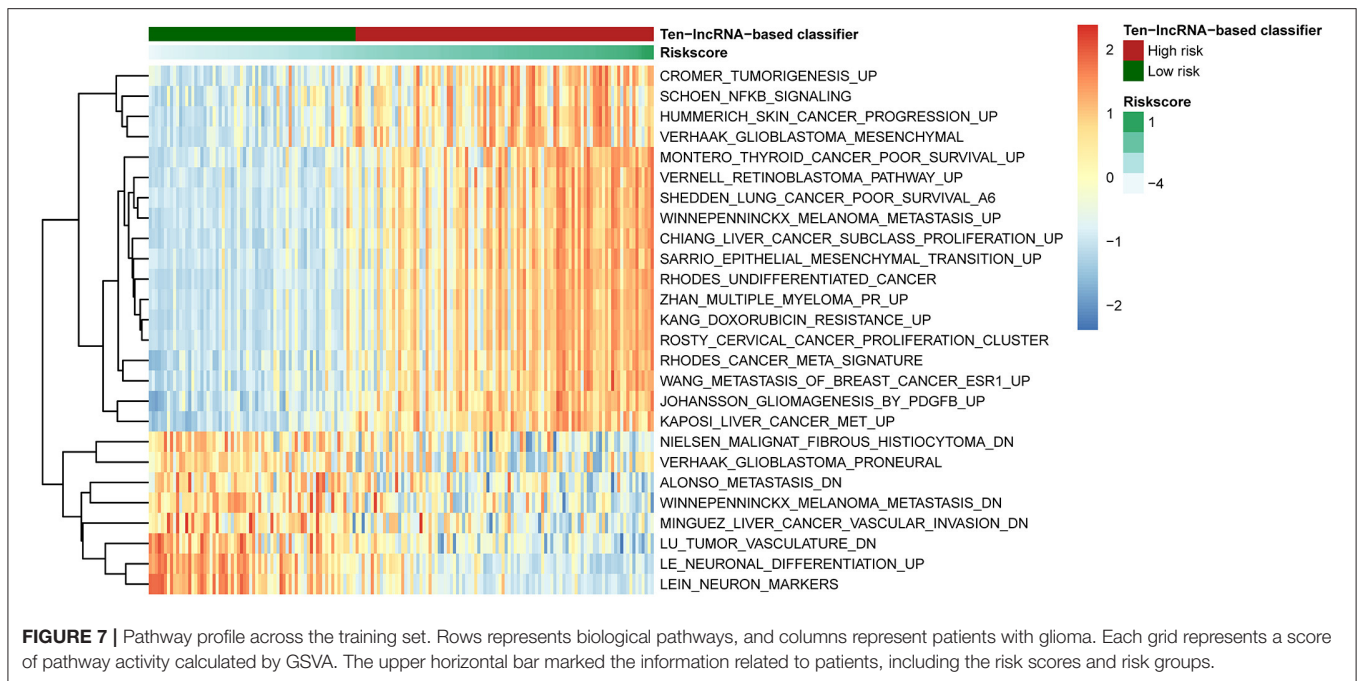 Ten−lncRNA−based classifier
Riskscore
CROMER_TUMORIGENESIS_UP
SCHOEN_NFKB_SIGNALING
HUMMERICH_SKIN_CANCER_PROGRESSION_UP
VERHAAK_GLIOBLASTOMA_MESENCHYMAL
MONTERO_THYROID_CANCER_POOR_SURVIVAL_UP
VERNELL_RETINOBLASTOMA_PATHWAY_UP
SHEDDEN_LUNG_CANCER_POOR_SURVIVAL_A6
WINNEPENNINCKX_MELANOMA_METASTASIS_UP
CHIANG_LIVER_CANCER_SUBCLASS_PROLIFERATION_UP
SARRIO_EPITHELIAL_MESENCHYMAL_TRANSITION_UP
RHODES_UNDIFFERENTIATED_CANCER
ZHAN_MULTIPLE_MYELOMA_PR_UP
KANG_DOXORUBICIN_RESISTANCE_UP
ROSTY_CERVICAL_CANCER_PROLIFERATION_CLUSTER
RHODES_CANCER_META_SIGNATURE
WANG_METASTASIS_OF_BREAST_CANCER_ESR1_UP
JOHANSSON_GLIOMAGENESIS_BY_PDGFB_UP
KAPOSI_LIVER_CANCER_MET_UP
NIELSEN_MALIGNAT_FIBROUS_HISTIOCYTOMA_DN
VERHAAK_GLIOBLASTOMA_PRONEURAL
ALONSO_METASTASIS_DN
WINNEPENNINCKX_MELANOMA_METASTASIS_DN
MINGUEZ_LIVER_CANCER_VASCULAR_INVASION_DN
LU_TUMOR_VASCULATURE_DN
LE_NEURONAL_DIFFERENTIATION_UP
LEIN_NEURON_MARKERS
2
1
0
−1
−2
Ten−lncRNA−based classifier
High risk
Low risk
Riskscore
1
−4
FIGURE 7 | Pathway profile across the training set. Rows represents biological pathways, and columns represent patients with glioma. Each grid represents a score
of pathway activity calculated by GSVA. The upper horizontal bar marked the information related to patients, including the risk scores and risk groups.